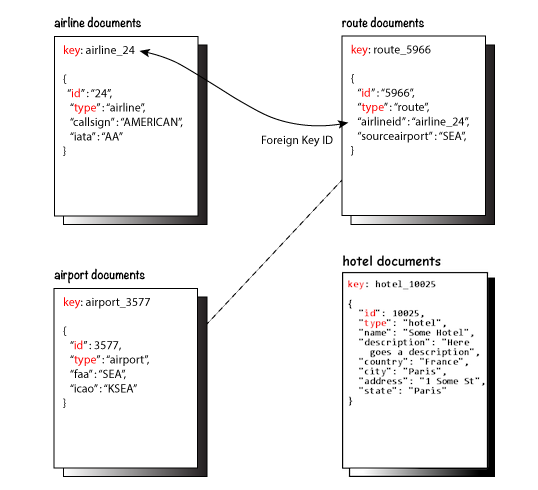 airline documents
key: airline_24
{
"id":"24",
"type":"airline",
"callsign":"AMERICAN",
"iata":"AA"
}
route documents
key: route_5966
{
"id":"5966",
"type":"route",
"airlineid":"airline_24",
"sourceairport":"SEA",
}
Foreign Key ID
airport documents
key: airport_3577
{
"id": 3577,
"type":"airport",
"faa":"SEA",
"icao":"KSEA"
}
hotel documents
key: hotel_10025
{
"id": 10025,
"type": "hotel",
"name": "Some Hotel",
"description": "Here
goes a description",
"country": "France",
"city": "Paris",
"address": "1 Some St",
"state": "Paris"
}